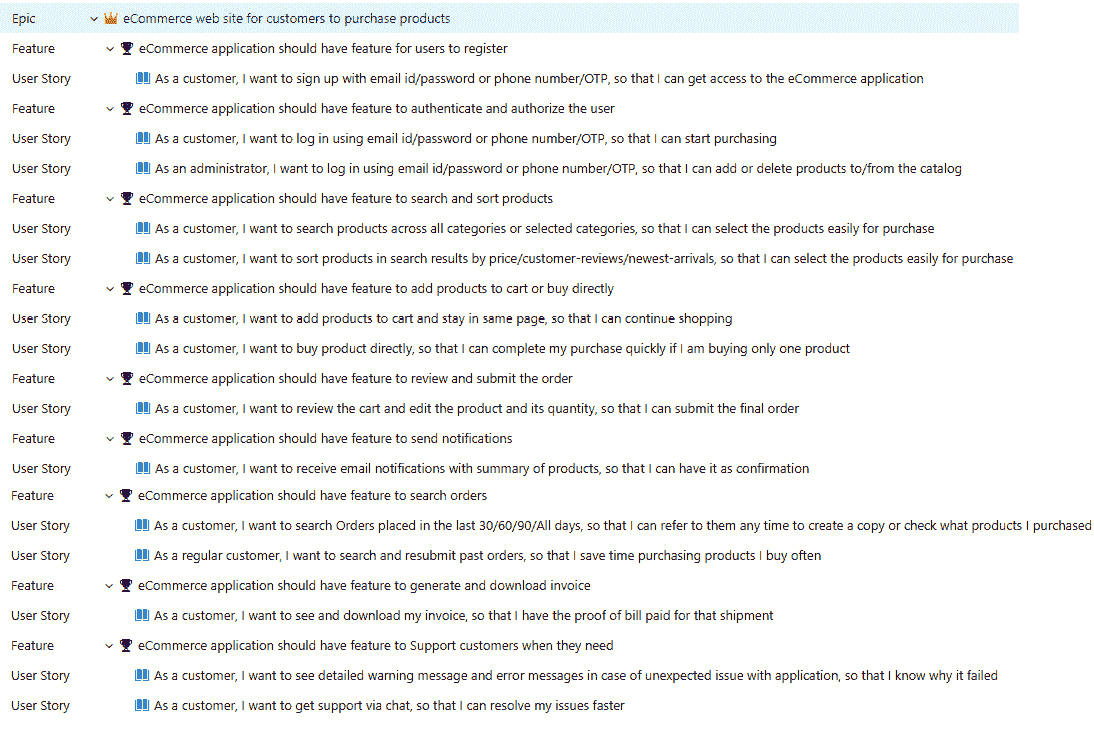 Epic eCommerce web site for customers to purchase products
Feature eCommerce application should have feature for users to register
User Story As a customer, I want to sign up with email id/password or phone number/OTP, so that I can get access to the eCommerce application
Feature eCommerce application should have feature to authenticate and authorize the user
User Story As a customer, I want to log in using email id/password or phone number/OTP, so that I can start purchasing
User Story As an administrator, I want to log in using email id/password or phone number/OTP, so that I can add or delete products to/from the catalog
Feature eCommerce application should have feature to search and sort products
User Story As a customer, I want to search products across all categories or selected categories, so that I can select the products easily for purchase
User Story As a customer, I want to sort products in search results by price/customer-reviews/newest-arrivals, so that I can select the products easily for purchase
Feature eCommerce application should have feature to add products to cart or buy directly
User Story As a customer, I want to add products to cart and stay in same page, so that I can continue shopping
User Story As a customer, I want to buy product directly, so that I can complete my purchase quickly if I am buying only one product
Feature eCommerce application should have feature to review and submit the order
User Story As a customer, I want to review the cart and edit the product and its quantity, so that I can submit the final order
Feature eCommerce application should have feature to send notifications
User Story As a customer, I want to receive email notifications with summary of products, so that I can have it as confirmation
Feature eCommerce application should have feature to search orders
User Story As a customer, I want to search Orders placed in the last 30/60/90/All days, so that I can refer to them any time to create a copy or check what products I purchased
User Story As a regular customer, I want to search and resubmit past orders, so that I save time purchasing products I buy often
Feature eCommerce application should have feature to generate and download invoice
User Story As a customer, I want to see and download my invoice, so that I have the proof of bill paid for that shipment
Feature eCommerce application should have feature to Support customers when they need
User Story As a customer, I want to see detailed warning message and error messages in case of unexpected issue with application, so that I know why it failed
User Story As a customer, I want to get support via chat, so that I can resolve my issues faster